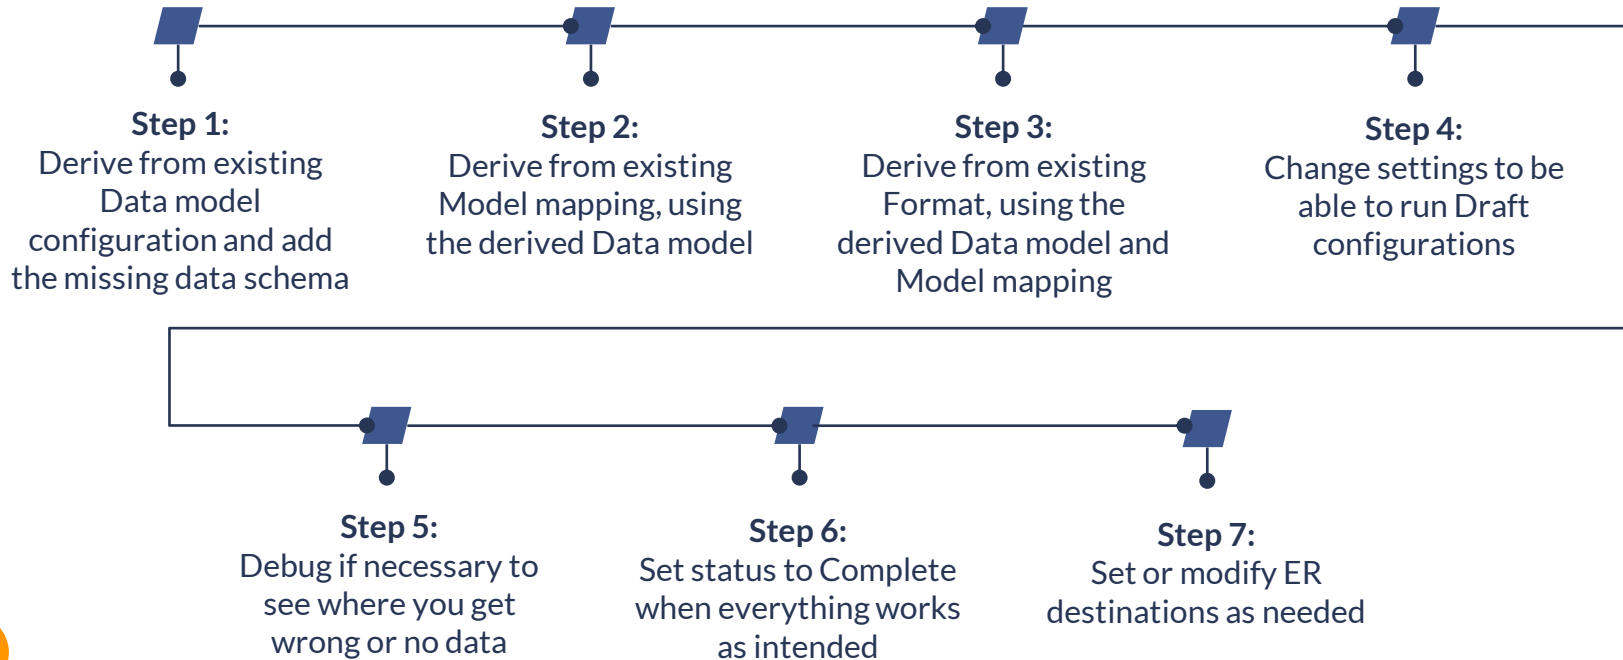 Step 1:
Derive from existing
Data model
configuration and add
the missing data schema
Step 2:
Derive from existing
Model mapping, using
the derived Data model
Step 3:
Derive from existing
Format, using the
derived Data model and
Model mapping
Step 4:
Change settings to be
able to run Draft
configurations
Step 5:
Debug if necessary to
see where you get
wrong or no data
Step 6:
Set status to Complete
when everything works
as intended
Step 7:
Set or modify ER
destinations as needed